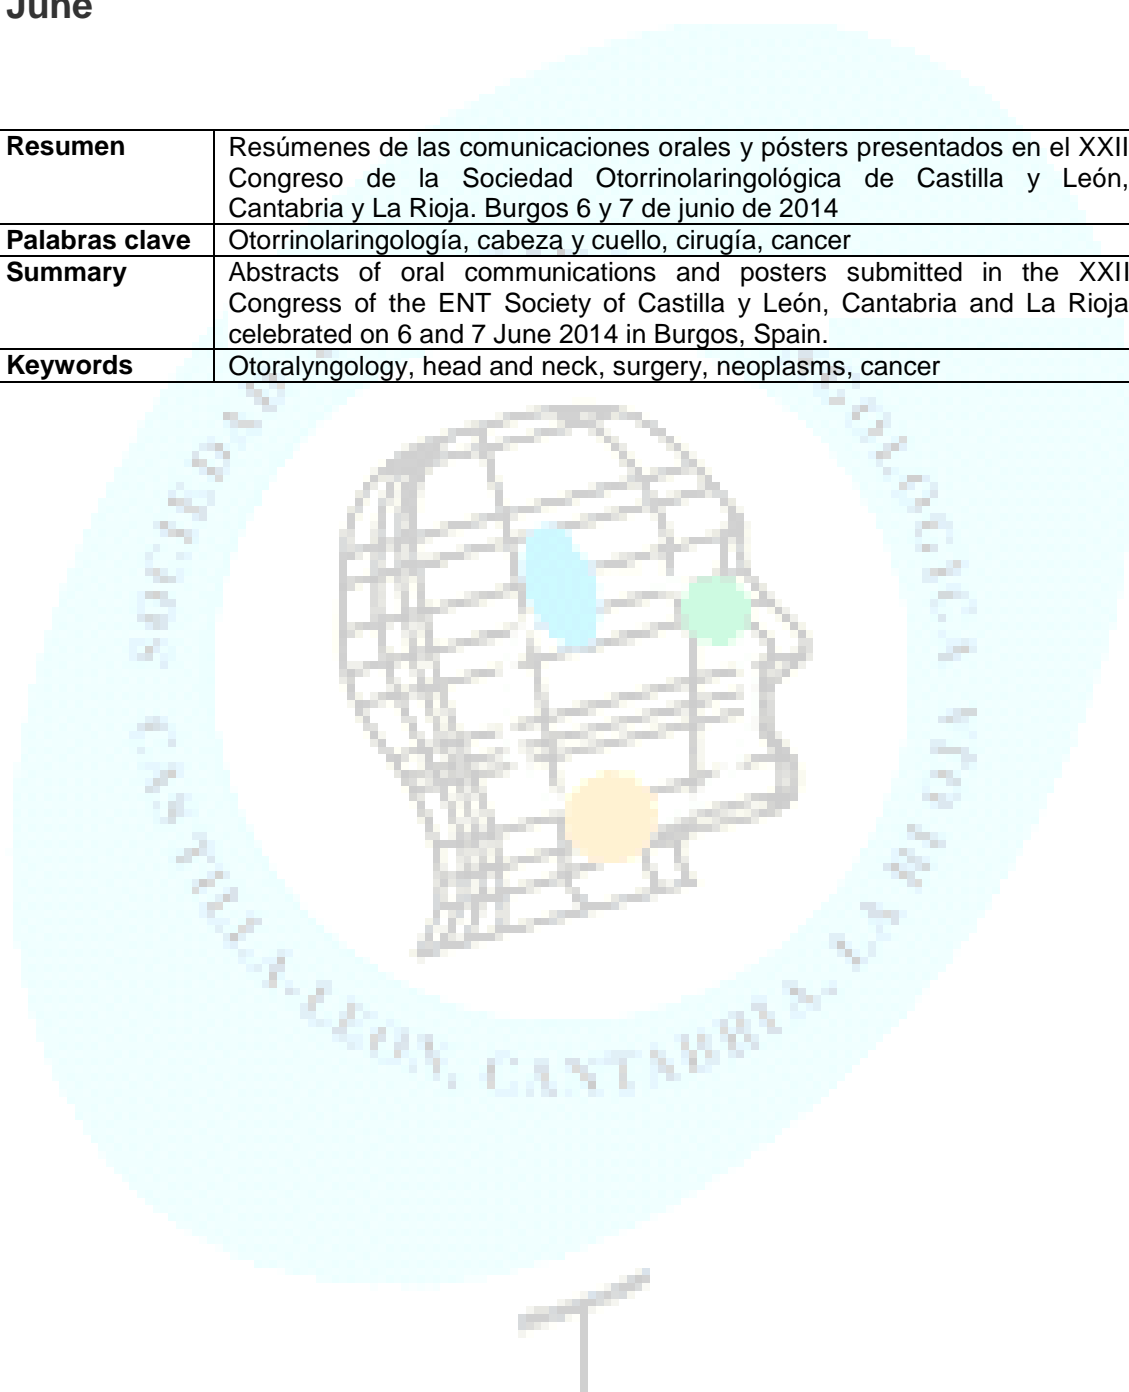 June
Resumen
Resúmenes de las comunicaciones orales y pósters presentados en el XXII
Congreso de la Sociedad Otorrinolaringológica de Castilla y León,
Cantabria y La Rioja. Burgos 6 y 7 de junio de 2014
Palabras clave
Otorrinolaringología, cabeza y cuello, cirugía, cancer
Summary
Abstracts of oral communications and posters submitted in the XXII
Congress of the ENT Society of Castilla y León, Cantabria and La Rioja
celebrated on 6 and 7 June 2014 in Burgos, Spain.
Keywords
Otoralyngology, head and neck, surgery, neoplasms, cancer
SOCIEDAD
CASTILLA-LEON, CANTABRIA, LA RIOJA